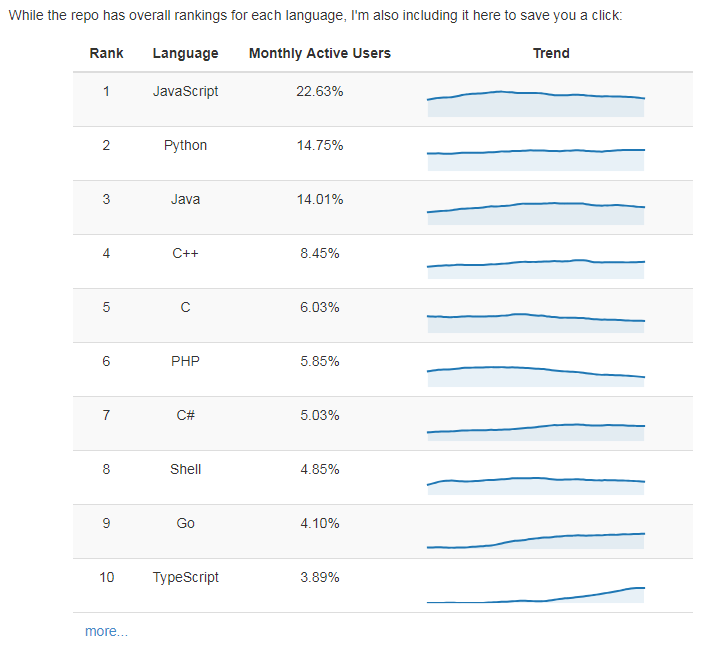 While the repo has overall rankings for each language, I'm also including it here to save you a click:
Rank Language Monthly Active Users Trend
1 JavaScript 22.63%
2 Python 14.75%
3 Java 14.01%
4 C++ 8.45%
5 C 6.03%
6 PHP 5.85%
7 C# 5.03%
8 Shell 4.85%
9 Go 4.10%
10 TypeScript 3.89%
more...